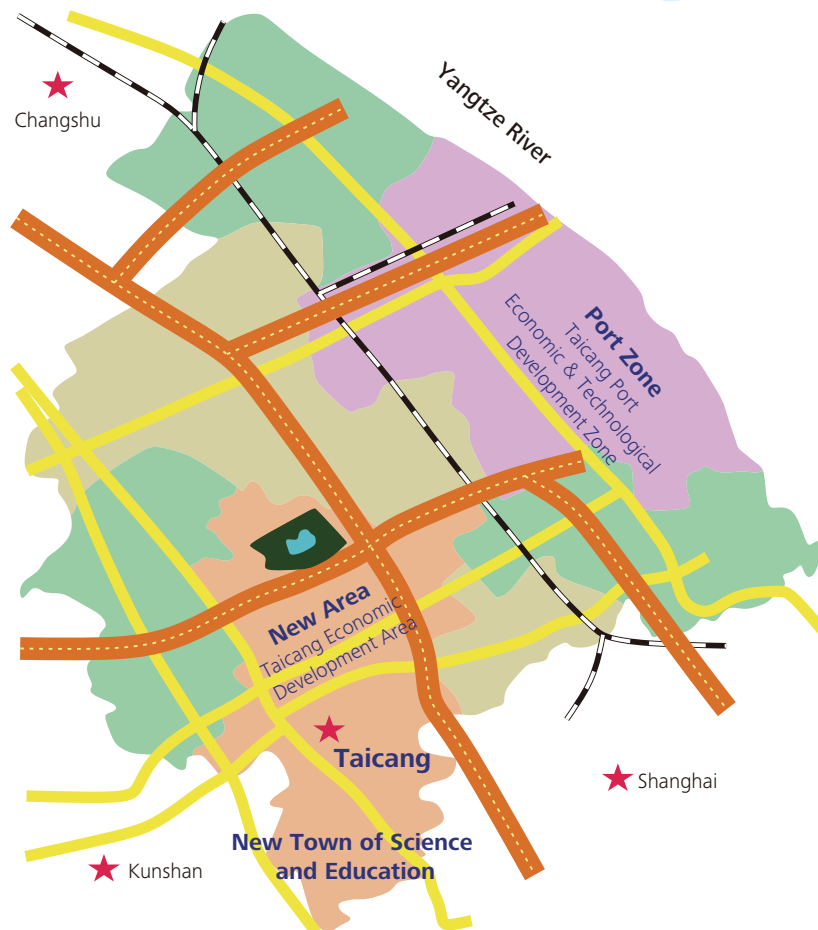 Yangtze River
Changshu
Port Zone
Taicang Port
Economic & Technological
Development Zone
New Area
Taicang Economic
Development Area
Taicang
Shanghai
New Town of Science
and Education
Kunshan